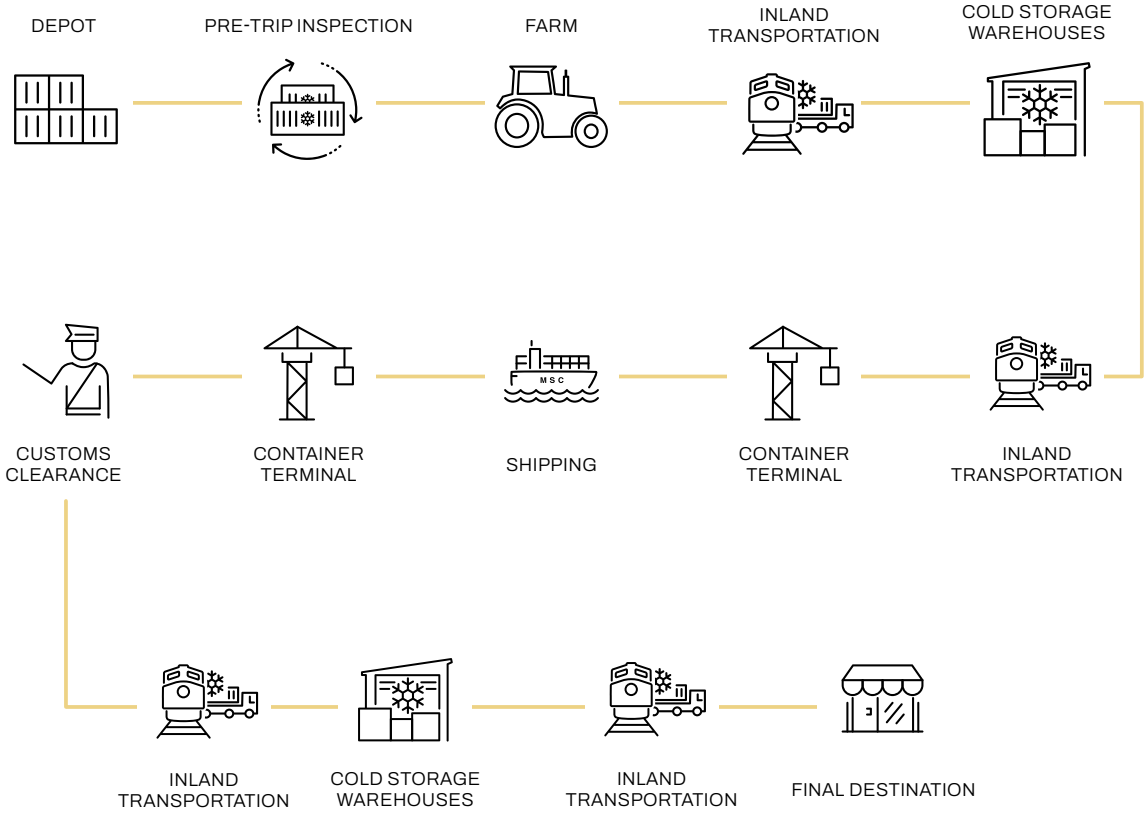 DEPOT
PRE-TRIP INSPECTION
FARM
INLAND
TRANSPORTATION
COLD STORAGE
WAREHOUSES
MSC
CUSTOMS
CLEARANCE
CONTAINER
TERMINAL
SHIPPING
CONTAINER
TERMINAL
INLAND
TRANSPORTATION
INLAND
TRANSPORTATION
COLD STORAGE
WAREHOUSES
INLAND
TRANSPORTATION
FINAL DESTINATION